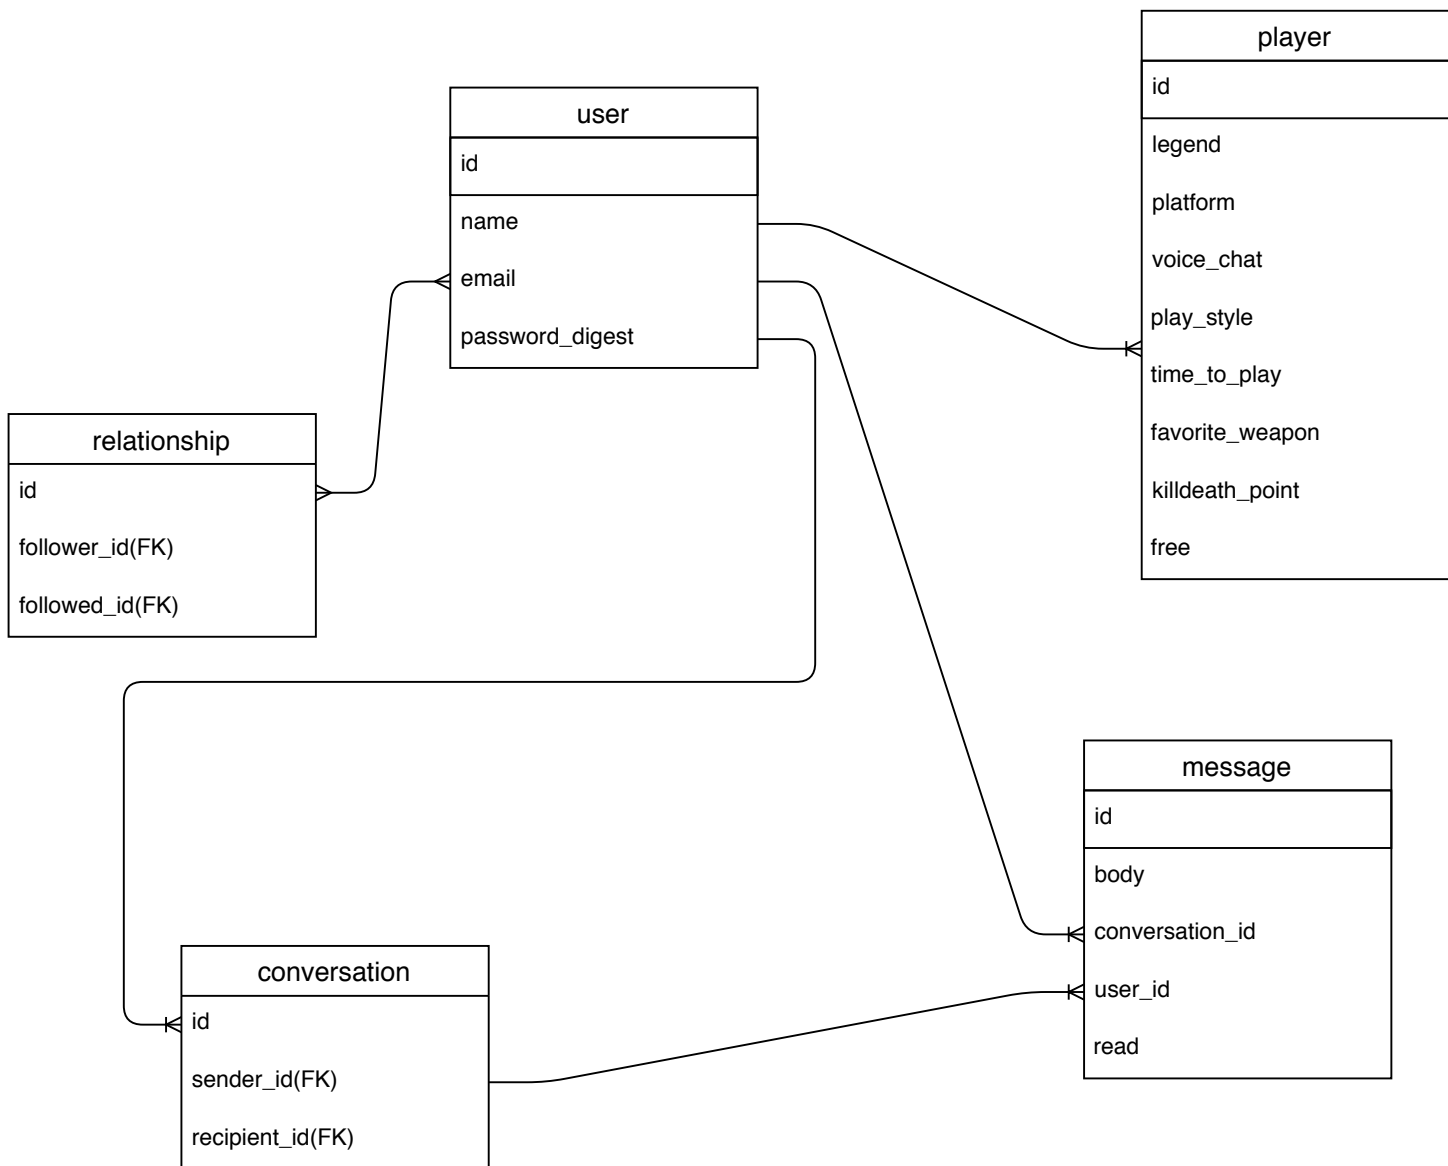 player
id
legend
platform
voice_chat
play_style
time_to_play
favorite_weapon
killdeath_point
free
user
id
name
email
password_digest
relationship
id
follower_id(FK)
followed_id(FK)
message
id
body
conversation_id
user_id
read
conversation
id
sender_id(FK)
recipient_id(FK)